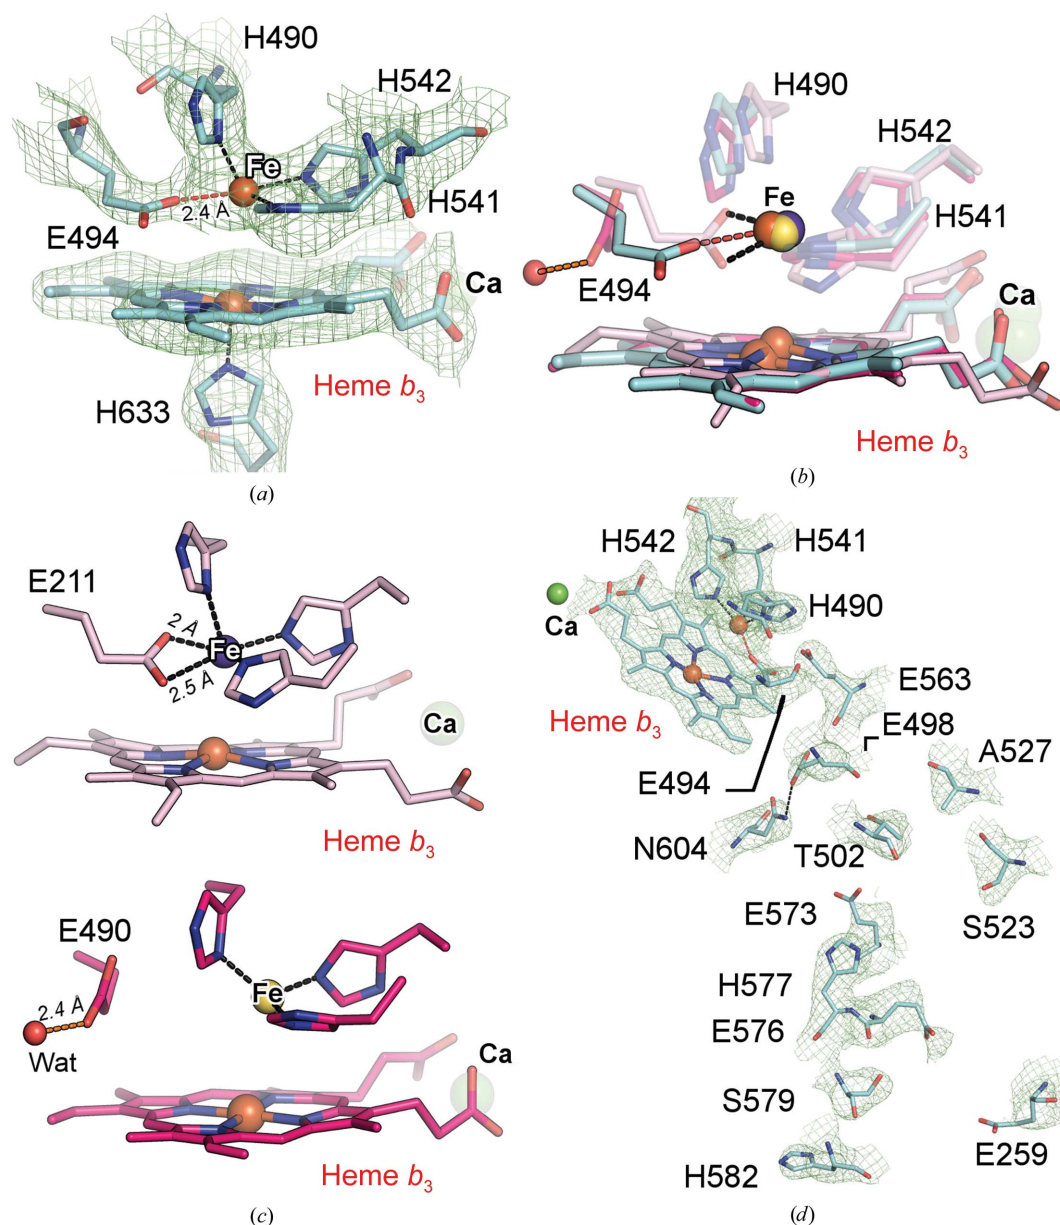 H490
H542
Fe
2.4 Å
H541
E494
Ca
Heme b3
H633
(a)
H490
H542
Fe
H541
E494
Ca
Heme b3
(b)
E211
2 Å
Fe
2.5 Å
Ca
Heme b3
E490
2.4 Å
Fe
Wat
Ca
Heme b3
(c)
H542
H541
Ca
H490
Heme b3
E563
E498
E494
A527
N604
T502
E573
S523
H577
E576
S579
E259
H582
(d)